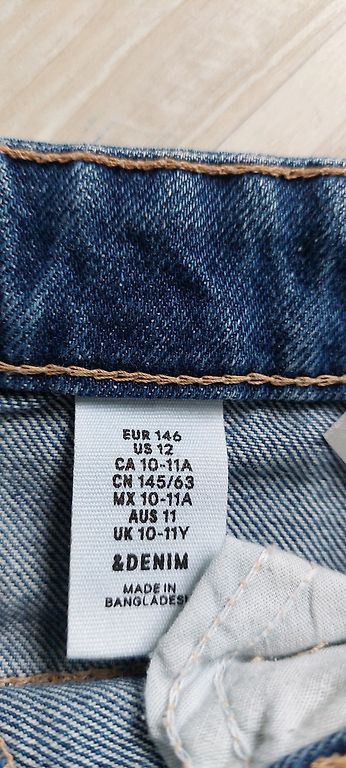 EUR 146
US 12
CA 10-11A
CN 145/63
MX 10-11A
AUS 11
UK 10-11Y
&DENIM
MADE IN
BANGLADESH